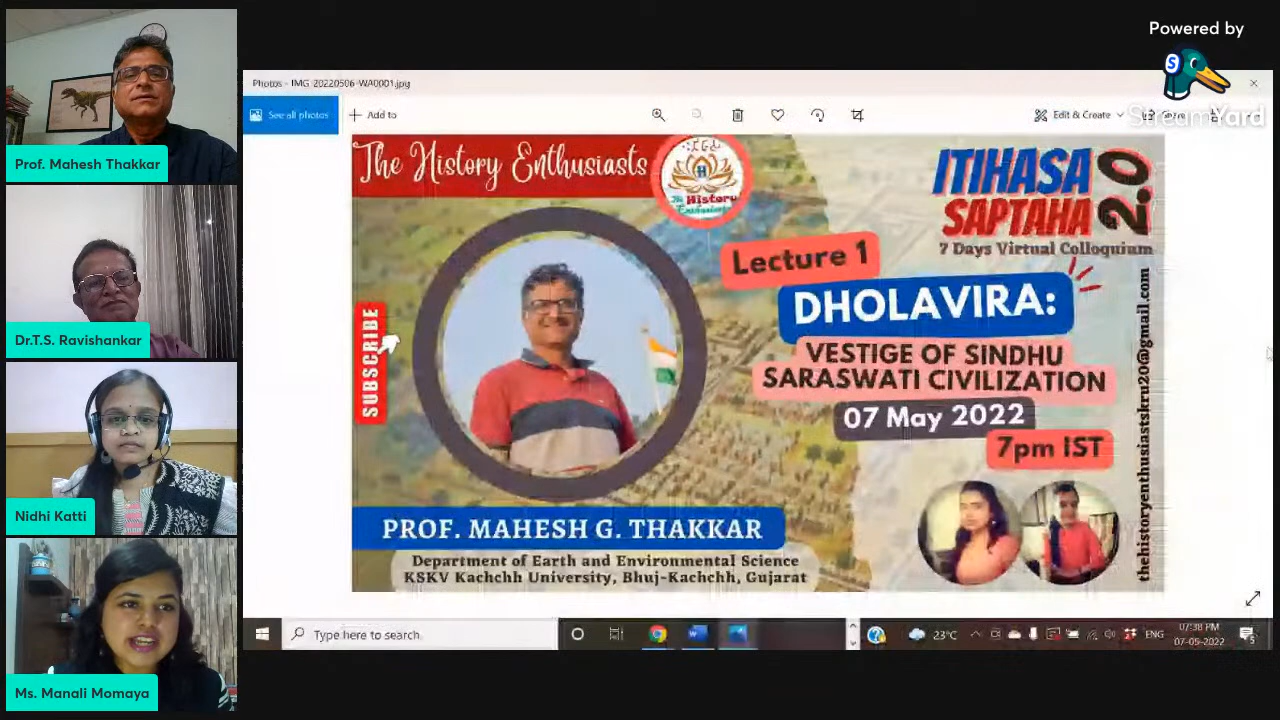 Powered by
StreamYard
Prof. Mahesh Thakkar
Dr.T.S. Ravishankar
Nidhi Katti
Ms. Manali Momaya
Photos - IMG-20220506-WA0001.jpg
See all photos
Add to
Edit & Create
Share
The History Enthusiasts
The History
Enthusiasts
ITIHASA
SAPTAHA
2.0
7 Days Virtual Colloquium
Lecture 1
DHOLAVIRA:
VESTIGE OF SINDHU
SARASWATI CIVILIZATION
07 May 2022
7pm IST
SUBSCRIBE
thehistoryenthusiastskru20@gmail.com
PROF. MAHESH G. THAKKAR
Department of Earth and Environmental Science
KSKV Kachchh University, Bhuj-Kachchh, Gujarat
Type here to search
23°C
ENG
07:38 PM
07-05-2022
5